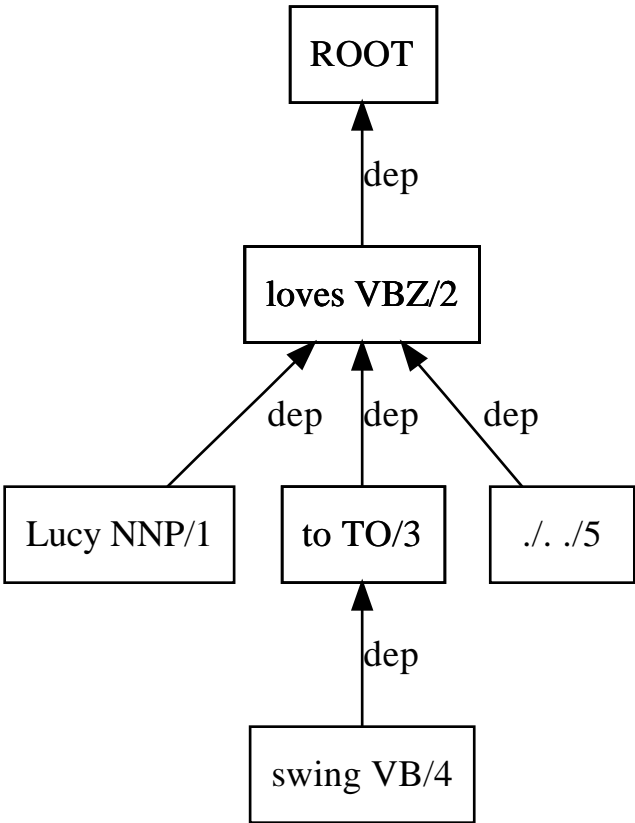 ROOT
dep
loves VBZ/2
dep dep dep
Lucy NNP/1 to TO/3 ./. ./5
dep
swing VB/4